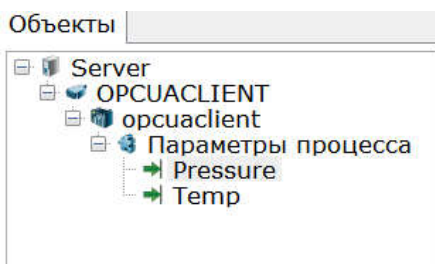 Объекты
Server
OPCUACLIENT
opcuaclient
Параметры процесса
Pressure
Temp